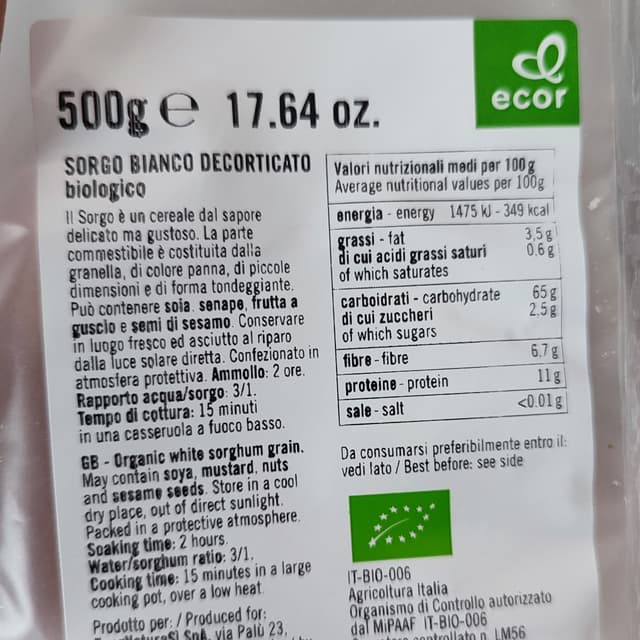 ecor
500g e 17.64 oz.
SORGO BIANCO DECORTICATO
biologico
Il Sorgo è un cereale dal sapore
delicato ma gustoso. La parte
commestibile è costituita dalla
granella, di colore panna, di piccole
dimensioni e di forma tondeggiante.
Può contenere soia, senape, frutta a
guscio e semi di sesamo. Conservare
in luogo fresco ed asciutto al riparo
dalla luce solare diretta. Confezionato in
atmosfera protettiva. Ammollo: 2 ore.
Rapporto acqua/sorgo: 3/1.
Tempo di cottura: 15 minuti
in una casseruola a fuoco basso.
GB - Organic white sorghum grain.
May contain soya, mustard, nuts
and sesame seeds. Store in a cool
dry place, out of direct sunlight.
Packed in a protective atmosphere.
Soaking time: 2 hours.
Water/sorghum ratio: 3/1.
Cooking time: 15 minutes in a large
cooking pot, over a low heat.
Prodotto per: / Produced for:
SpA, via Palù 23,
Valori nutrizionali medi per 100g
Average nutritional values per 100g
energia - energy 1475 kJ - 349 kcal
grassi - fat 3,5 g
di cui acidi grassi saturi 0.6 g
of which saturates
carboidrati - carbohydrate 65 g
di cui zuccheri 2.5 g
of which sugars
fibre - fibre 6.7 g
proteine - protein 11 g
sale - salt <0.01 g
Da consumarsi preferibilmente entro il:
vedi lato / Best before: see side
IT-BIO-006
Agricoltura Italia
Organismo di Controllo autorizzato
dal MiPAAF IT-BIO-006
controllato n. LM56